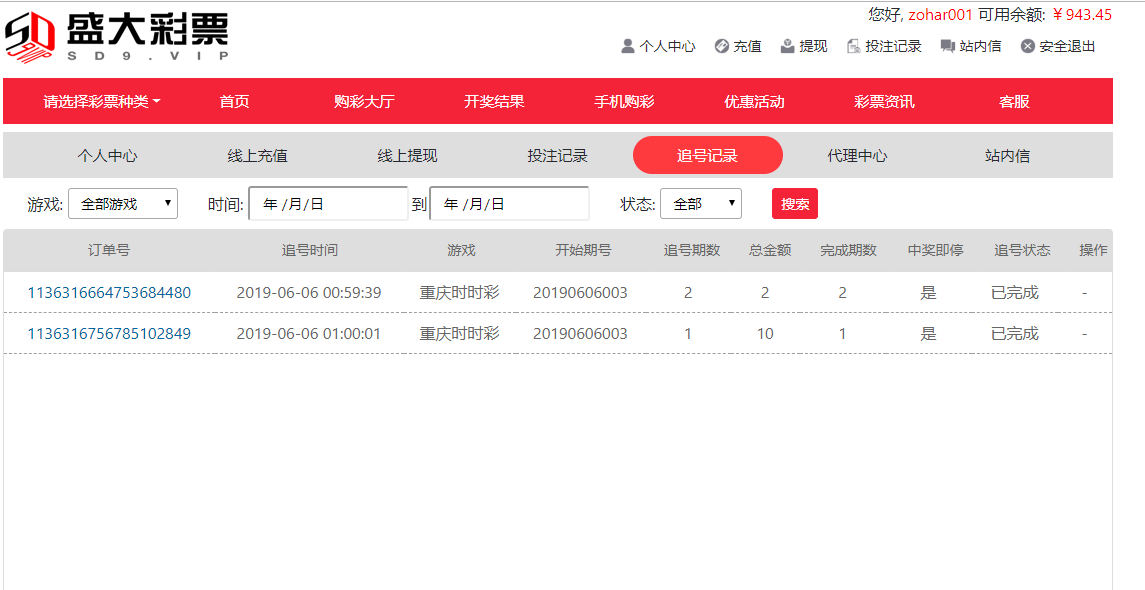 您好, zohar001 可用余额: ￥943.45
盛大彩票
SD9.VIP
个人中心 充值 提现 投注记录 站内信 安全退出
请选择彩票种类 首页 购彩大厅 开奖结果 手机购彩 优惠活动 彩票资讯 客服
个人中心 线上充值 线上提现 投注记录 追号记录 代理中心 站内信
游戏: 全部游戏 时间: 年 /月/日 到 年 /月/日 状态: 全部 搜索
订单号 追号时间 游戏 开始期号 追号期数 总金额 完成期数 中奖即停 追号状态 操作
1136316664753684480 2019-06-06 00:59:39 重庆时时彩 20190606003 2 2 2 是 已完成 -
1136316756785102849 2019-06-06 01:00:01 重庆时时彩 20190606003 1 10 1 是 已完成 -